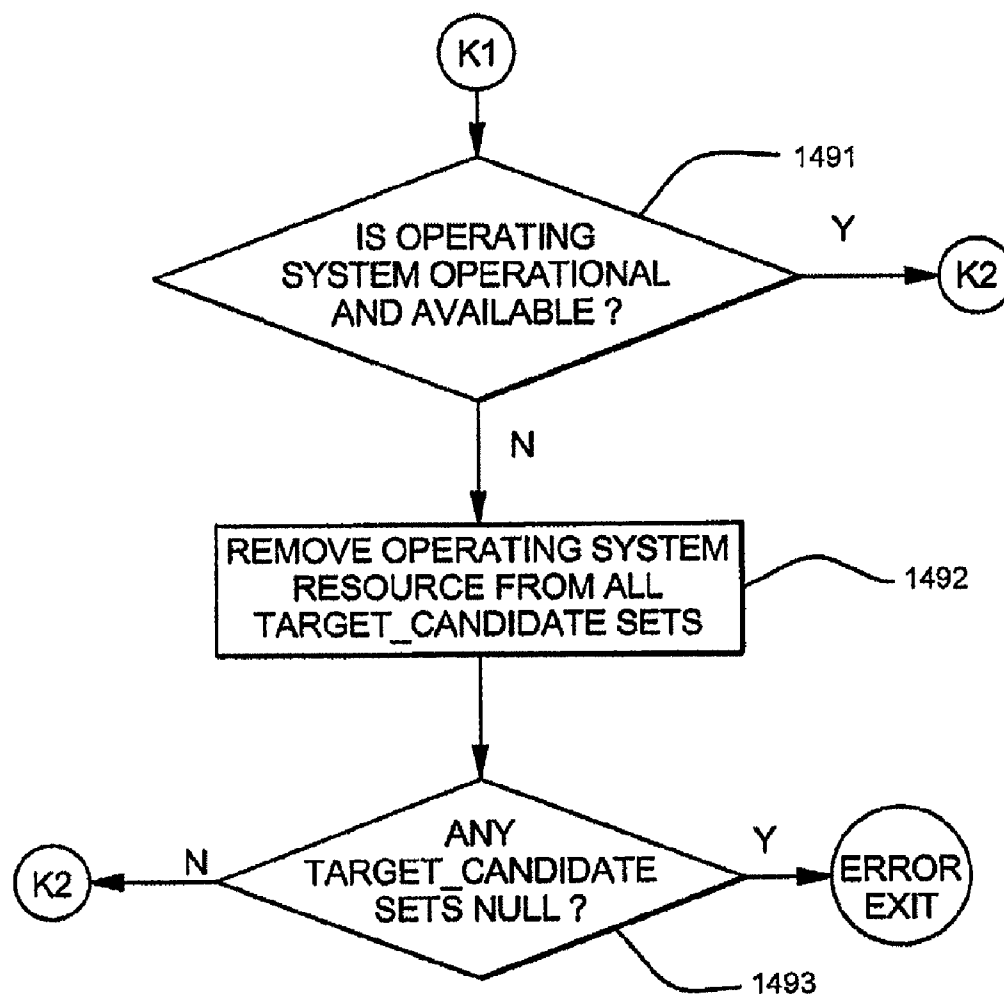 K1
1491
IS OPERATING
SYSTEM OPERATIONAL
AND AVAILABLE ?
Y
K2
N
REMOVE OPERATING SYSTEM
RESOURCE FROM ALL
TARGET_CANDIDATE SETS
1492
ANY
TARGET_CANDIDATE
SETS NULL ?
N
K2
Y
ERROR
EXIT
1493